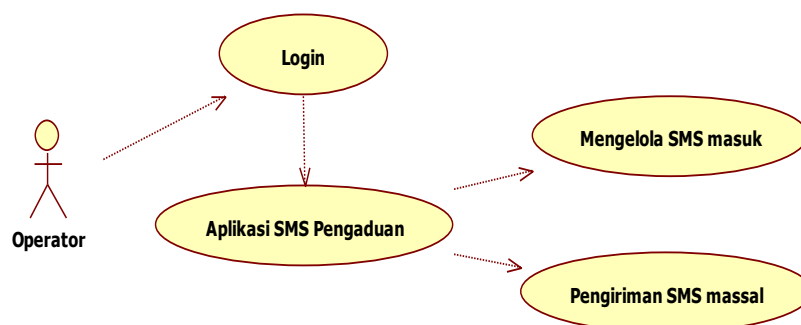 Login
Mengelola SMS masuk
Operator
Aplikasi SMS Pengaduan
Pengiriman SMS massal